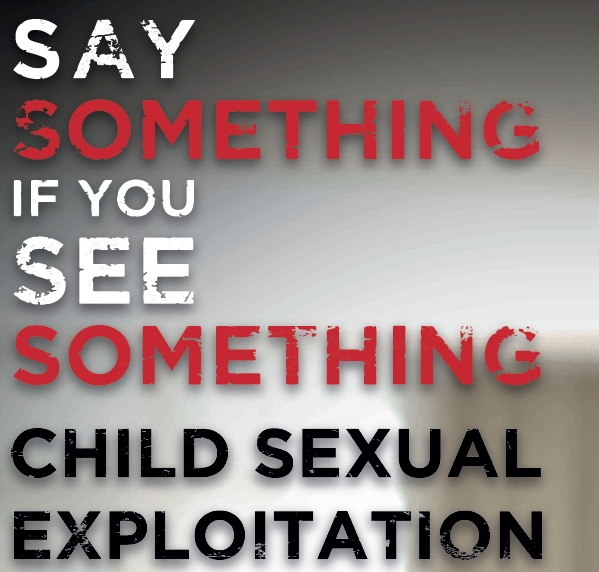 SAY
SOMETHING
IF YOU
SEE
SOMETHING
CHILD SEXUAL
EXPLOITATION